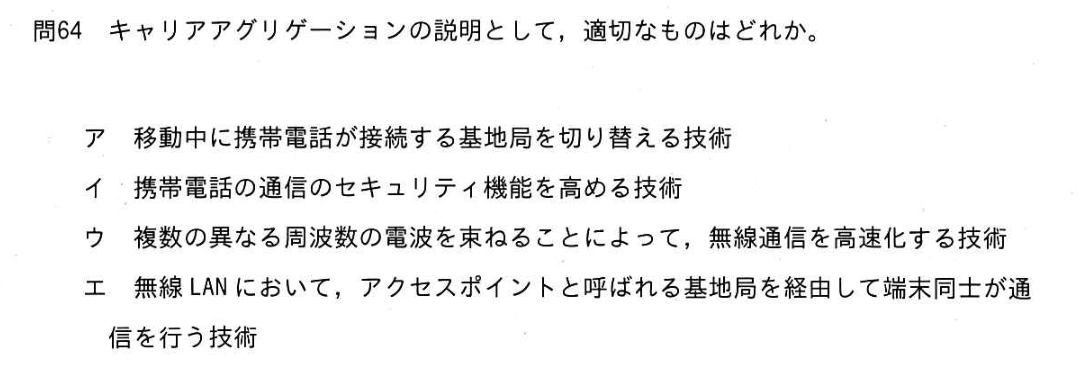 問64　キャリアアグリゲーションの説明として，適切なものはどれか。
ア　移動中に携帯電話が接続する基地局を切り替える技術
イ　携帯電話の通信のセキュリティ機能を高める技術
ウ　複数の異なる周波数の電波を束ねることによって，無線通信を高速化する技術
エ　無線 LAN において，アクセスポイントと呼ばれる基地局を経由して端末同士が通
信を行う技術